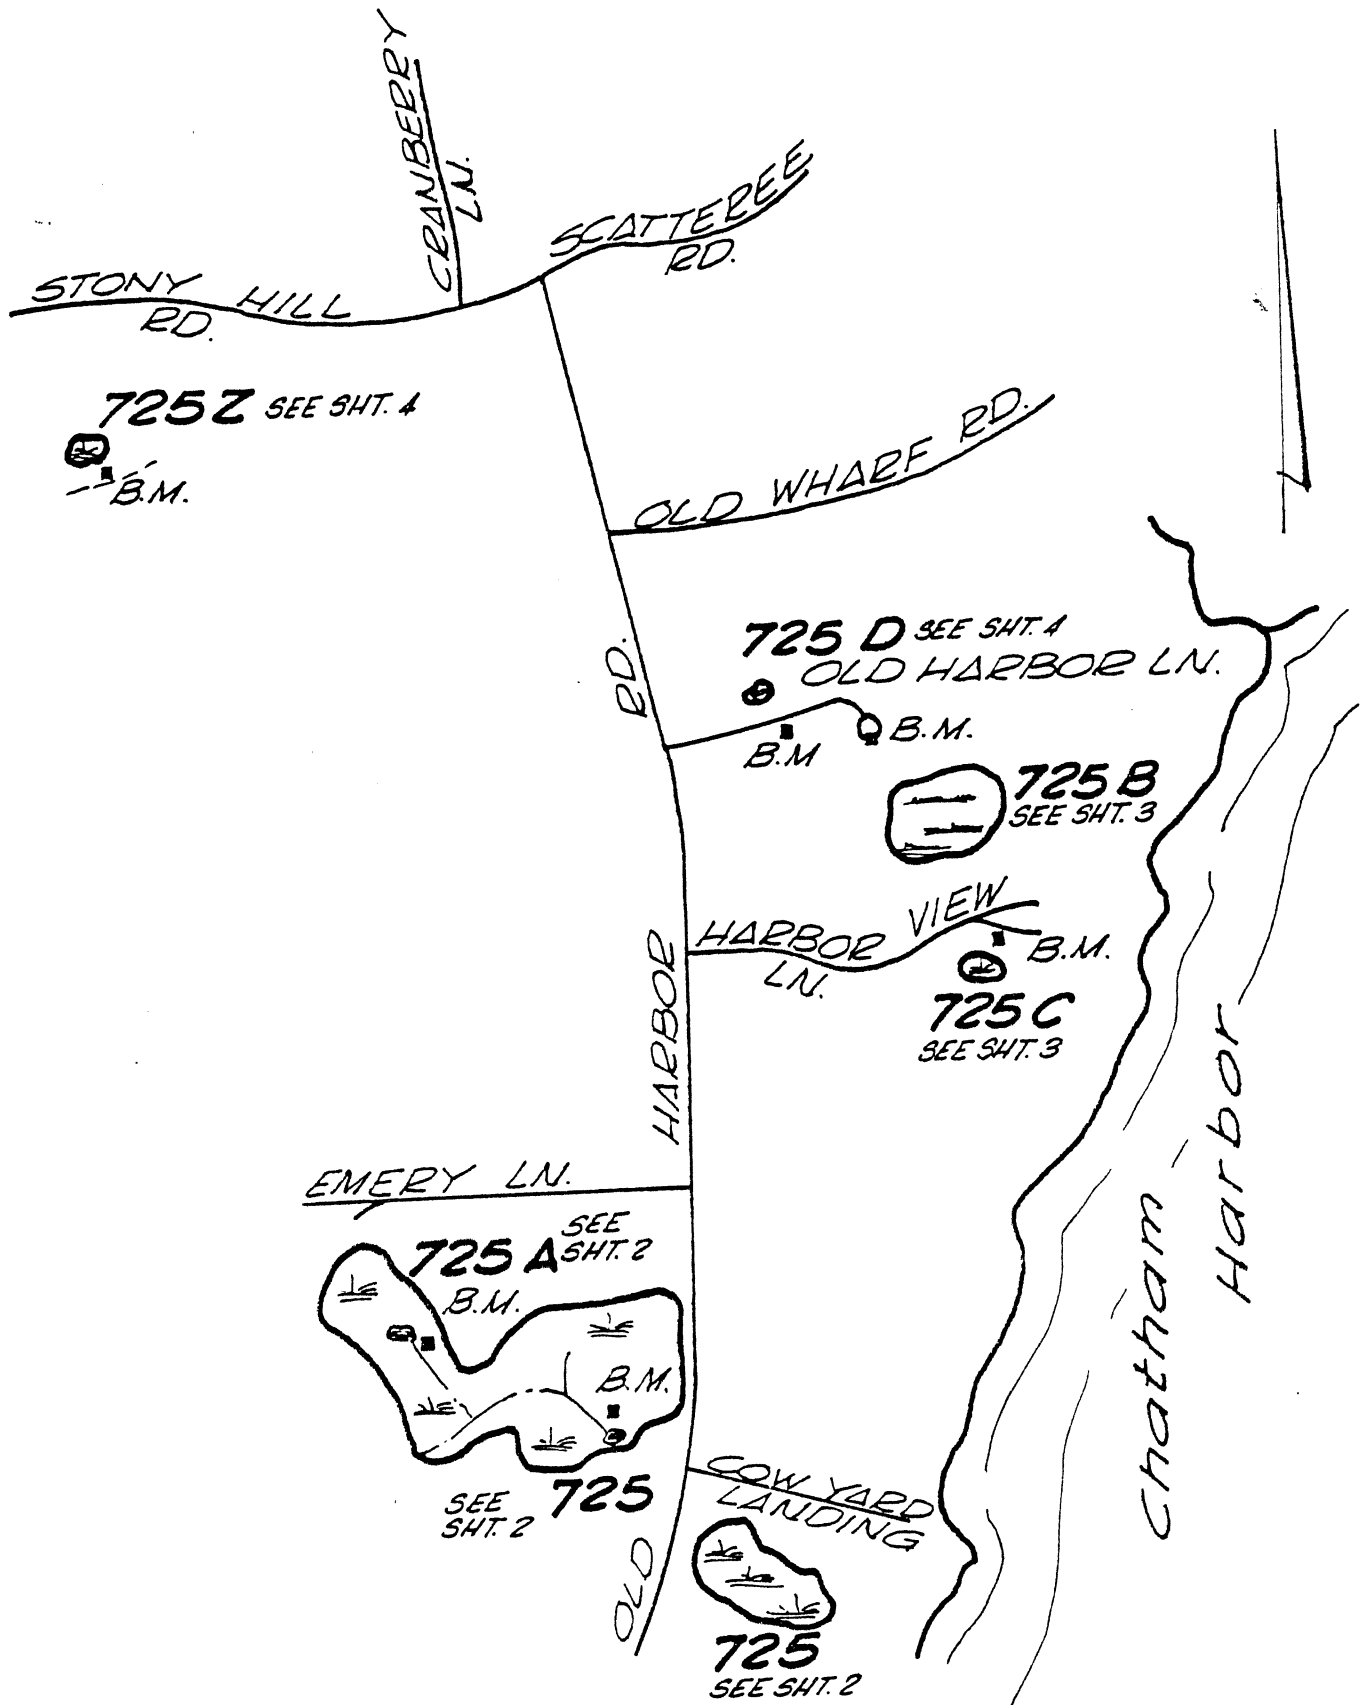 CRANBERRY
LN.
SCATTEREE
RD.
STONY HILL
RD.
725Z SEE SHT. 4
B.M.
OLD WHARF RD.
725 D SEE SHT. 4
OLD HARBOR LN.
B.M
B.M.
725 B
SEE SHT. 3
HARBOR VIEW
LN.
B.M.
725 C
SEE SHT. 3
OLD HARBOR RD.
EMERY LN.
725 A SEE
SHT. 2
B.M.
B.M.
SEE
SHT. 2
725
COW YARD
LANDING
725
SEE SHT. 2
Chatham
Harbor